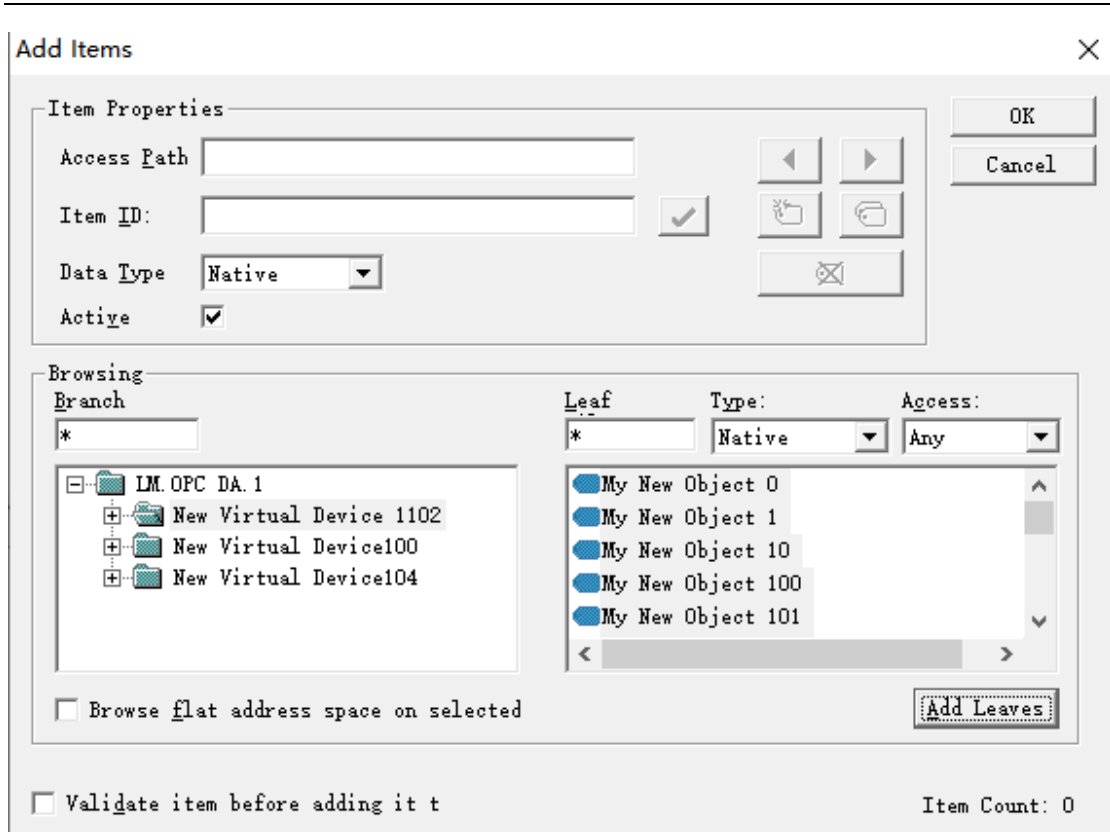 Add Items
Item Properties
OK
Access Path
Cancel
Item ID:
Data Type
Native
Active
Browsing
Branch
Leaf
Type:
Access:
*
*
Native
Any
LM.OPC DA.1
New Virtual Device 1102
New Virtual Device100
New Virtual Device104
My New Object 0
My New Object 1
My New Object 10
My New Object 100
My New Object 101
Browse flat address space on selected
Add Leaves
Validate item before adding it t
Item Count: 0